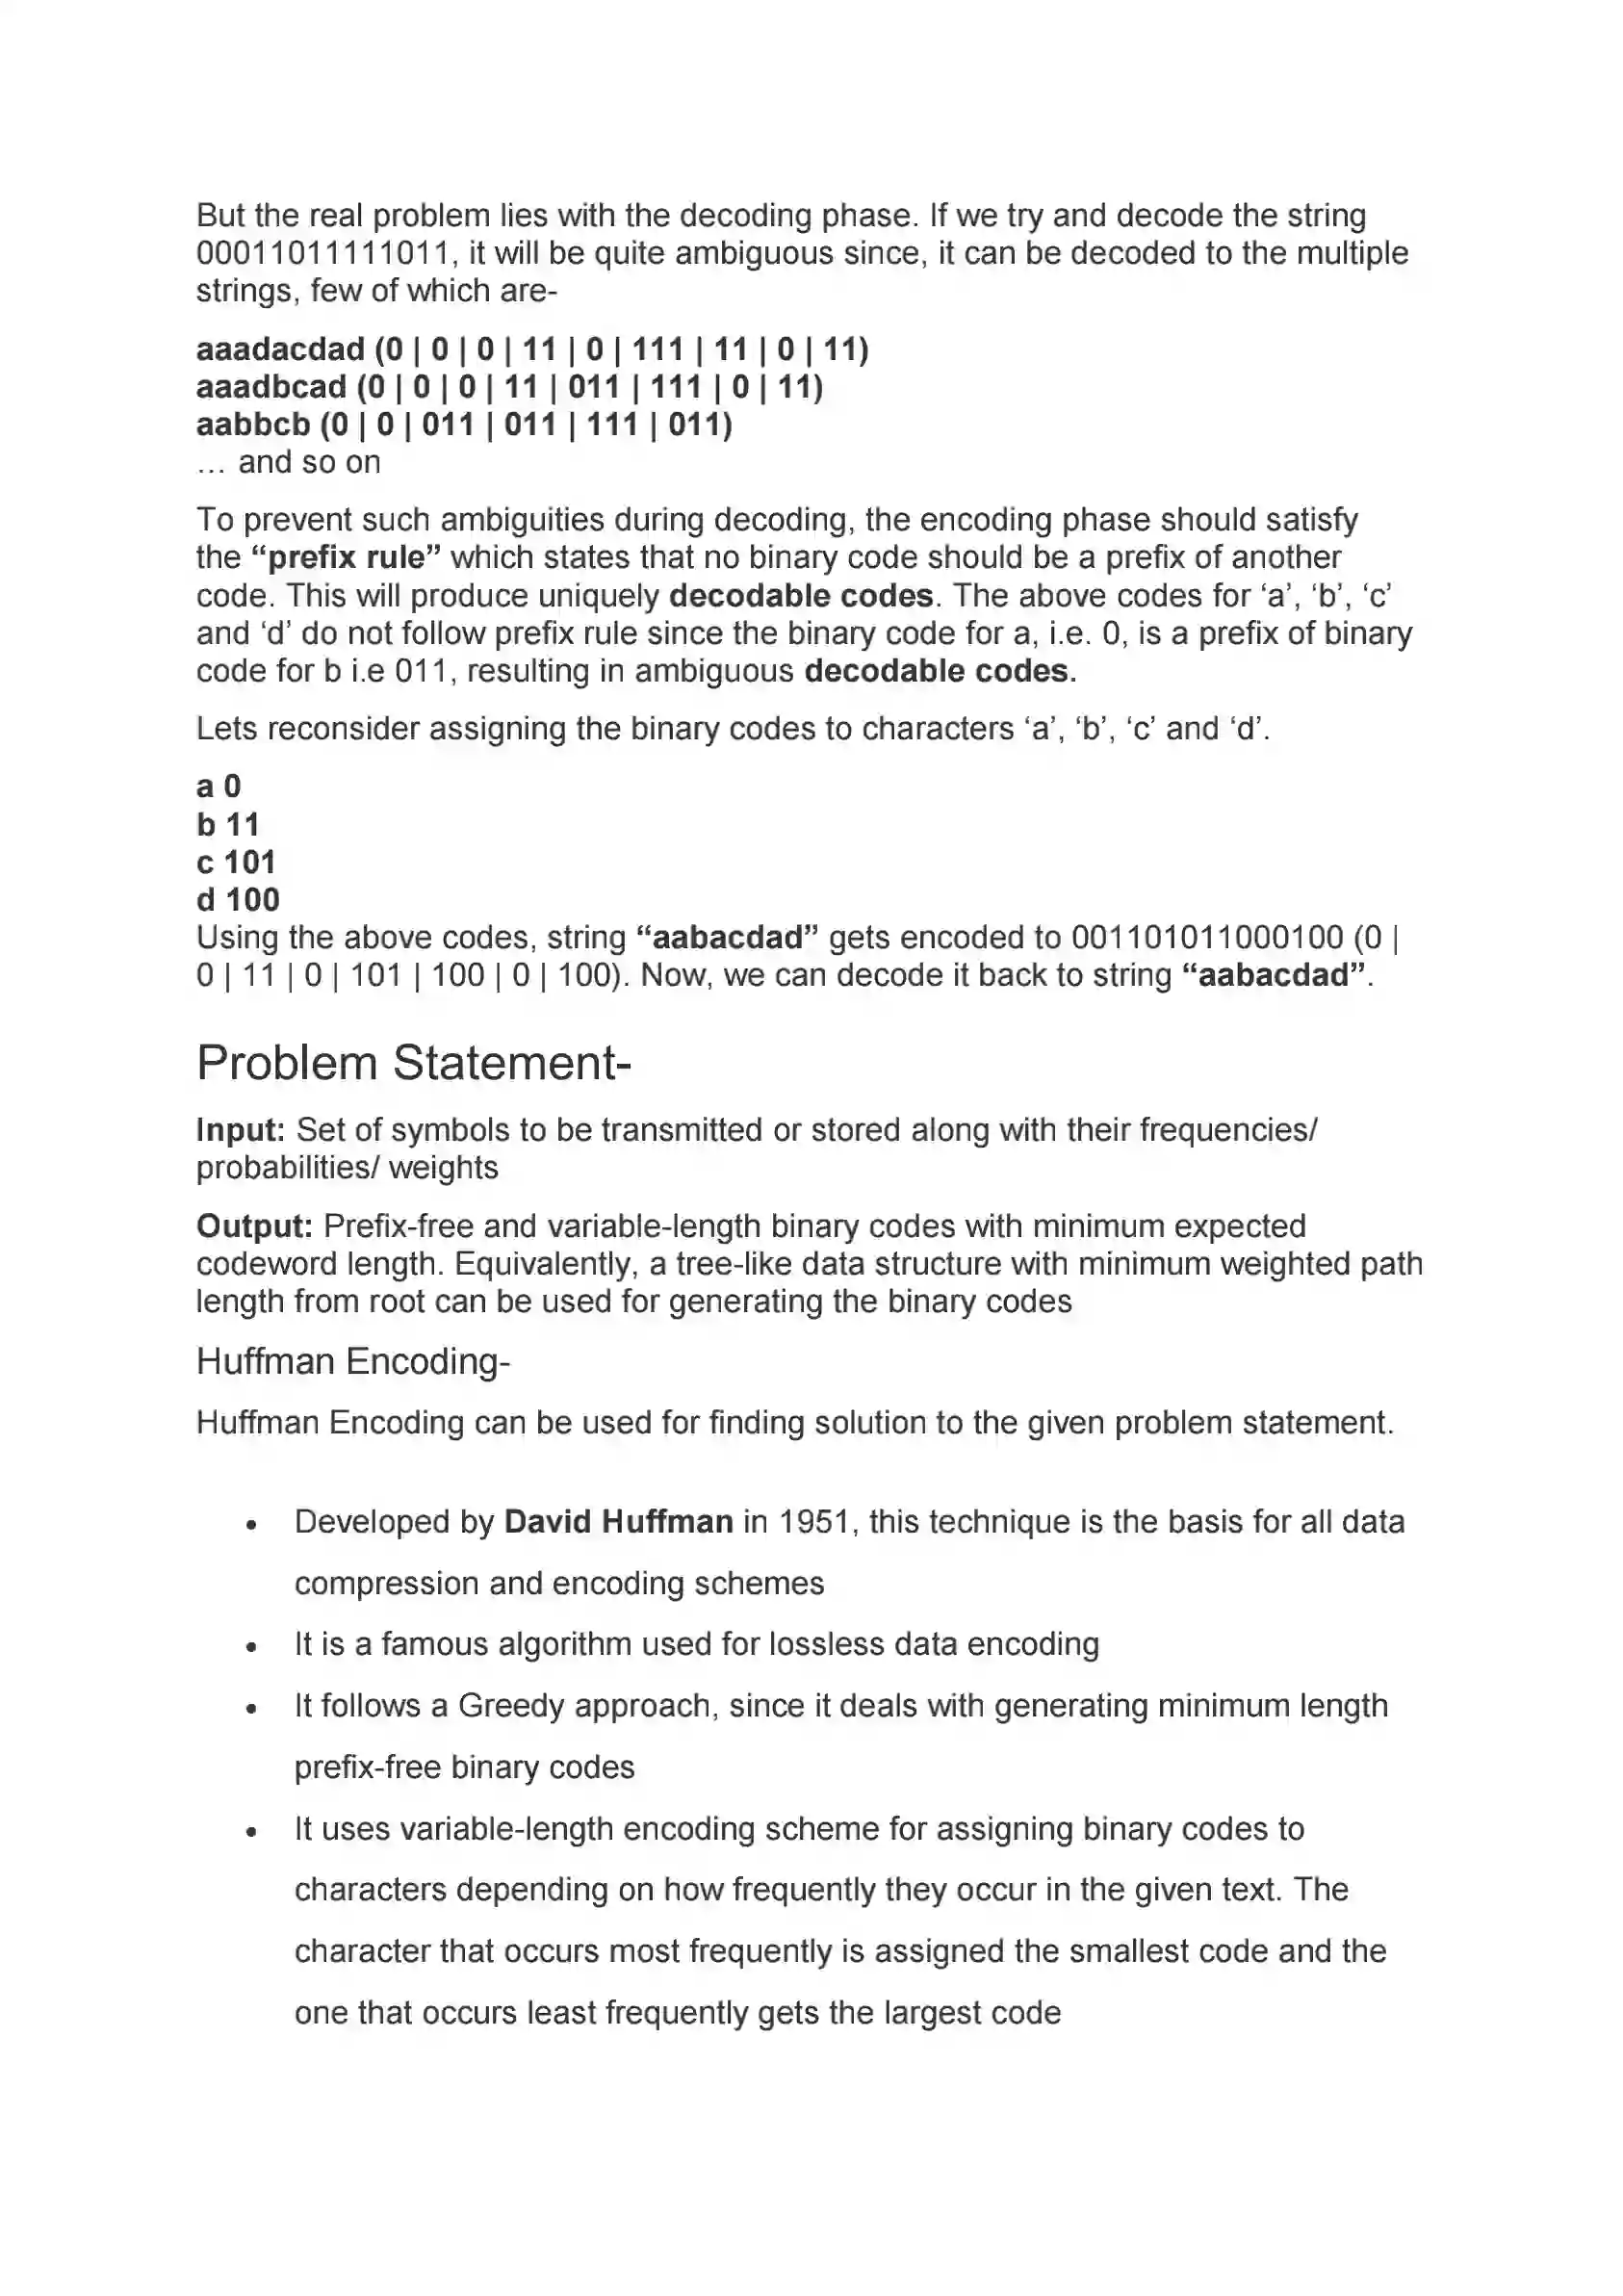 But the real problem lies with the decoding phase. If we try and decode the string
00011011111011, it will be quite ambiguous since, it can be decoded to the multiple
strings, few of which are-
aaadacdad (0 | 0 | 0 | 11 | 0 | 111 | 11 | 0 | 11)
aaadbcad (0 | 0 | 0 | 11 | 011 | 111 | 0 | 11)
aabbcb (0 | 0 | 011 | 011 | 111 | 011)
… and so on
To prevent such ambiguities during decoding, the encoding phase should satisfy
the “prefix rule” which states that no binary code should be a prefix of another
code. This will produce uniquely decodable codes. The above codes for ‘a’, ‘b’, ‘c’
and ‘d’ do not follow prefix rule since the binary code for a, i.e. 0, is a prefix of binary
code for b i.e 011, resulting in ambiguous decodable codes.
Lets reconsider assigning the binary codes to characters ‘a’, ‘b’, ‘c’ and ‘d’.
a 0
b 11
c 101
d 100
Using the above codes, string “aabacdad” gets encoded to 001101011000100 (0 |
0 | 11 | 0 | 101 | 100 | 0 | 100). Now, we can decode it back to string “aabacdad”.
Problem Statement-
Input: Set of symbols to be transmitted or stored along with their frequencies/
probabilities/ weights
Output: Prefix-free and variable-length binary codes with minimum expected
codeword length. Equivalently, a tree-like data structure with minimum weighted path
length from root can be used for generating the binary codes
Huffman Encoding-
Huffman Encoding can be used for finding solution to the given problem statement.
• Developed by David Huffman in 1951, this technique is the basis for all data
compression and encoding schemes
• It is a famous algorithm used for lossless data encoding
• It follows a Greedy approach, since it deals with generating minimum length
prefix-free binary codes
• It uses variable-length encoding scheme for assigning binary codes to
characters depending on how frequently they occur in the given text. The
character that occurs most frequently is assigned the smallest code and the
one that occurs least frequently gets the largest code